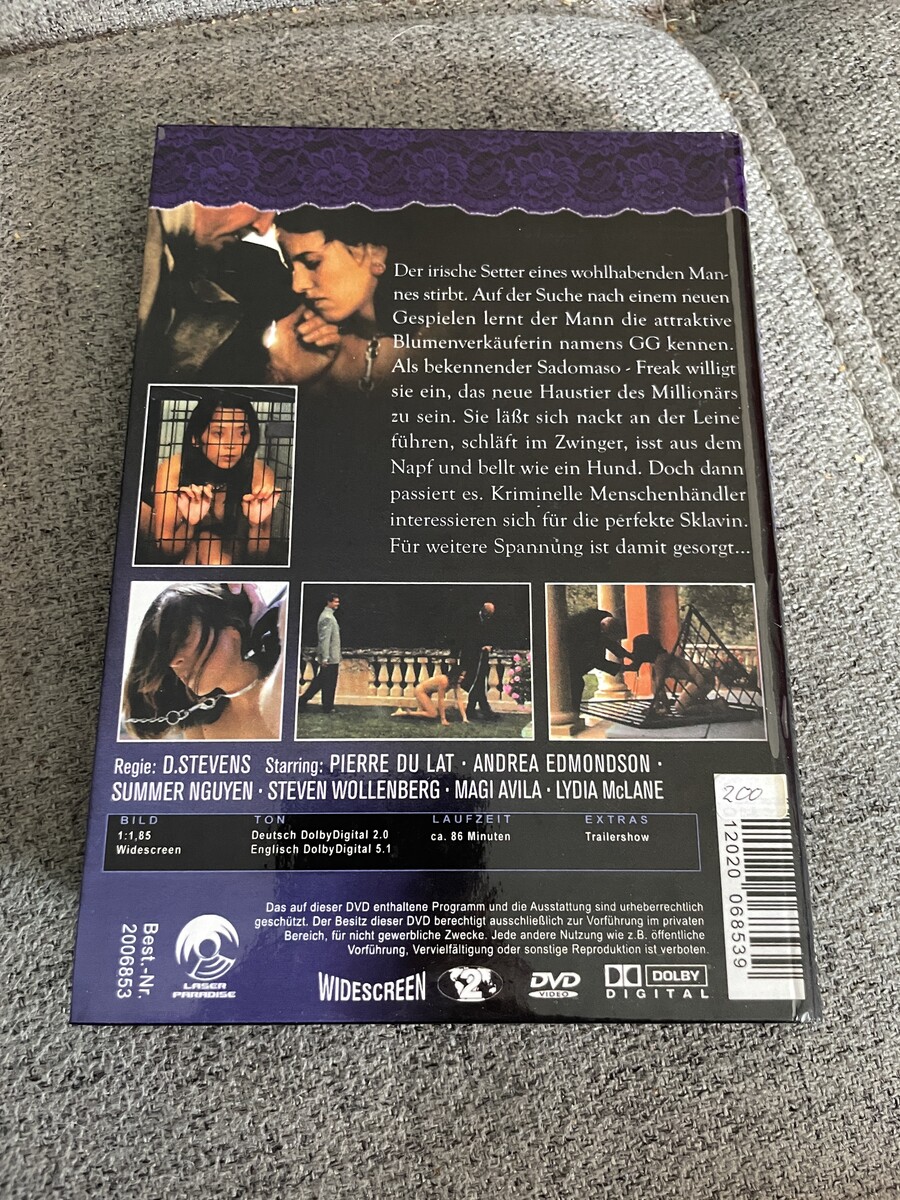 Der irische Setter eines wohlhabenden Man-
nes stirbt. Auf der Suche nach einem neuen
Gespielen lernt der Mann die attraktive
Blumenverkäuferin namens GG kennen.
Als bekennender Sadomaso - Freak willigt
sie ein, das neue Haustier des Millionärs
zu sein. Sie läßt sich nackt an der Leine
führen, schläft im Zwinger, isst aus dem
Napf und bellt wie ein Hund. Doch dann
passiert es. Kriminelle Menschenhändler
interessieren sich für die perfekte Sklavin.
Für weitere Spannung ist damit gesorgt...
Regie: D.STEVENS Starring: PIERRE DU LAT · ANDREA EDMONDSON ·
SUMMER NGUYEN · STEVEN WOLLENBERG · MAGI AVILA · LYDIA McLANE
BILD TON LAUFZEIT EXTRAS
1:1,85 Deutsch DolbyDigital 2.0 ca. 86 Minuten Trailershow
Widescreen Englisch DolbyDigital 5.1
Das auf dieser DVD enthaltene Programm und die Ausstattung sind urheberrechtlich
geschützt. Der Besitz dieser DVD berechtigt ausschließlich zur Vorführung im privaten
Bereich, für nicht gewerbliche Zwecke. Jede andere Nutzung wie z.B. öffentliche
Vorführung, Vervielfältigung oder sonstige Reproduktion ist verboten.
Best.-Nr.
2006853
LASER
PARADISE
WIDESCREEN
2
DVD
VIDEO
DOLBY
DIGITAL
200
012020 068539